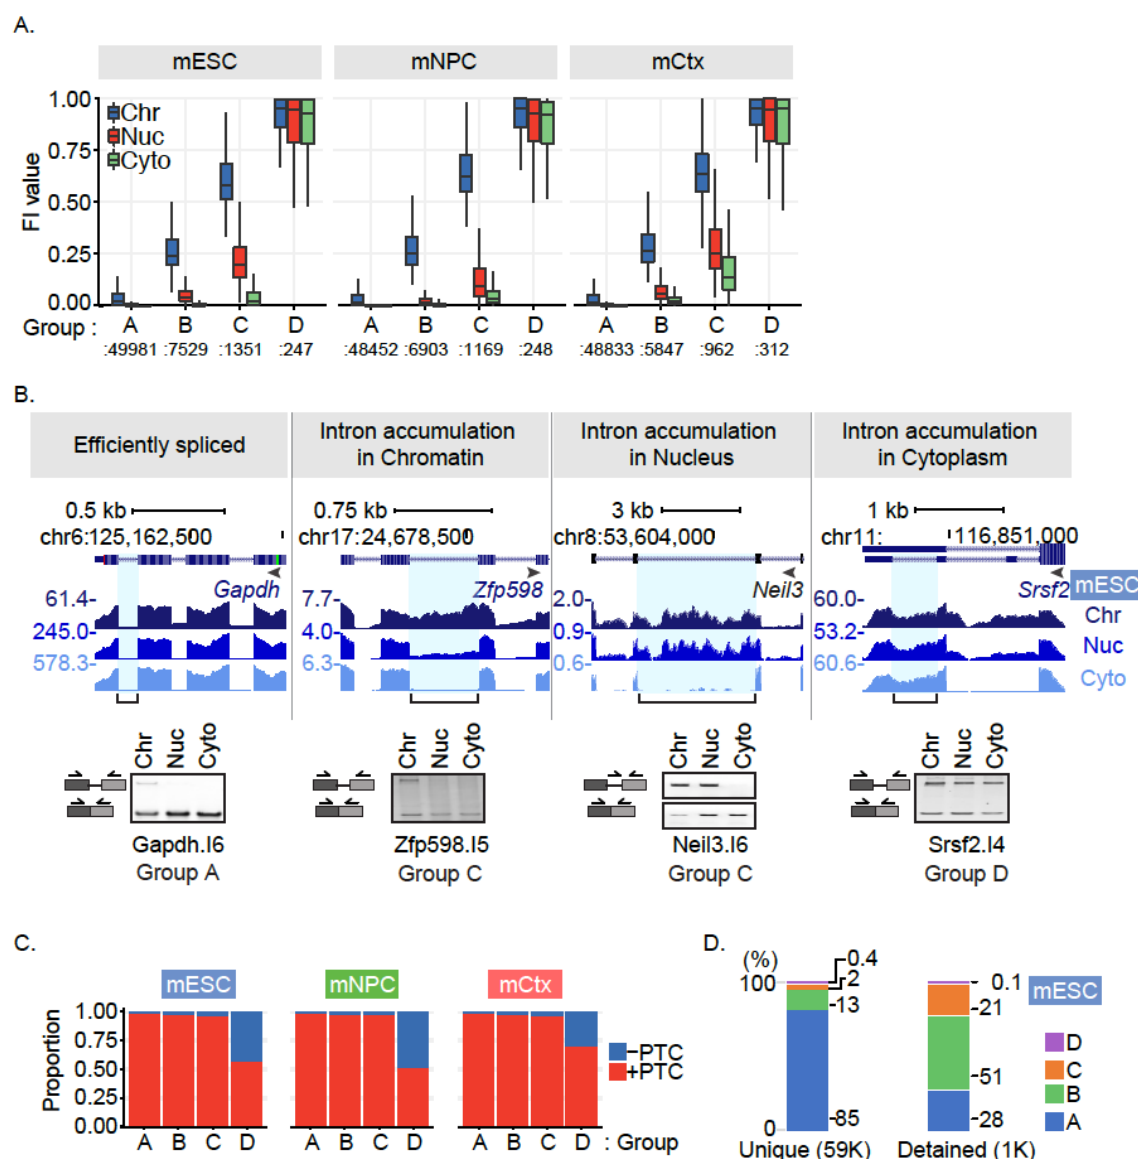 A.
mESC mNPC mCtx
FI value
1.00
0.75
0.50
0.25
0.00
Chr
Nuc
Cyto
Group : A B C D A B C D A B C D
:49981 :7529 :1351 :247 :48452 :6903 :1169 :248 :48833 :5847 :962 :312
B.
Efficiently spliced
Intron accumulation
in Chromatin
Intron accumulation
in Nucleus
Intron accumulation
in Cytoplasm
0.5 kb 0.75 kb 3 kb 1 kb
chr6:125,162,500 chr17:24,678,500 chr8:53,604,000 chr11: 116,851,000
Gapdh Zfp598 Neil3 Srsf2 mESC
61.4- 7.7- 2.0- 60.0- Chr
245.0- 4.0- 0.9- 53.2- Nuc
578.3- 6.3- 0.6- 60.6- Cyto
Chr Nuc Cyto Chr Nuc Cyto Chr Nuc Cyto Chr Nuc Cyto
Gapdh.I6 Zfp598.I5 Neil3.I6 Srsf2.I4
Group A Group C Group C Group D
C.
mESC mNPC mCtx
Proportion
1.00
0.75
0.50
0.25
0.00
-PTC
+PTC
A B C D A B C D A B C D : Group
D.
(%)
100
0
0.4
2
13
85
Unique (59K)
0.1
21
51
28
Detained (1K)
mESC
D
C
B
A